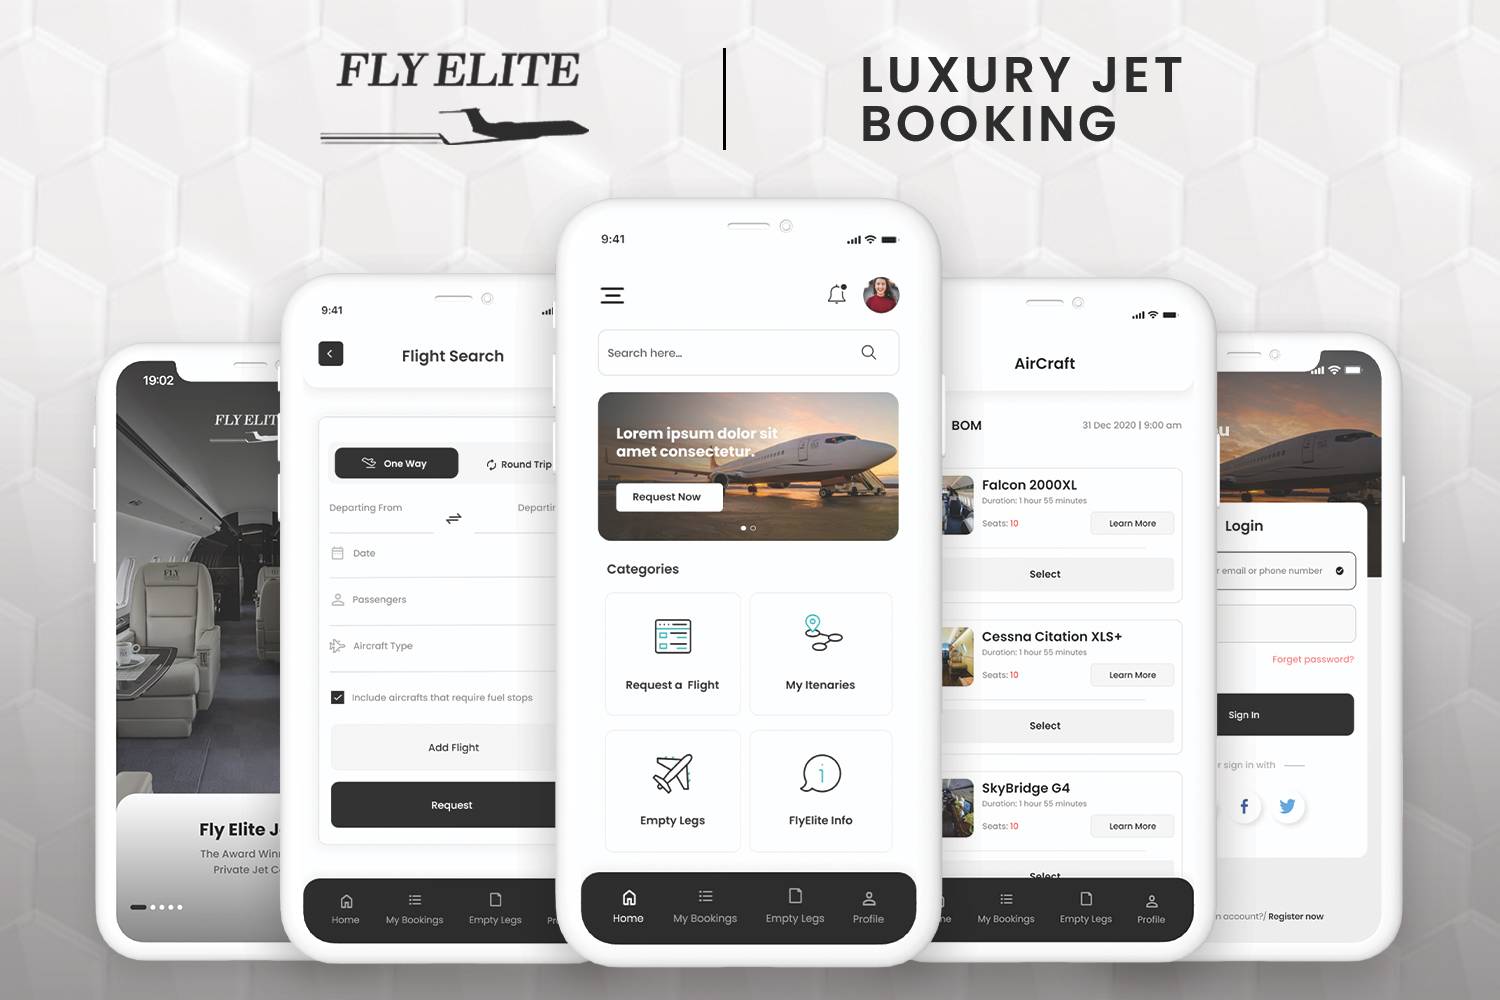 FLY ELITE
LUXURY JET
BOOKING
19:02
FLY
Fly Elite
The Award
Private Jet
9:41
Flight Search
One Way
Round Trip
Departing From
Date
Passengers
Aircraft Type
Include aircrafts that require fuel stops
Add Flight
Request
Home
My Bookings
Empty Legs
9:41
Search here...
Lorem ipsum dolor sit
amet consectetur.
Request Now
Categories
Request a Flight
My Itenaries
Empty Legs
FlyElite Info
Home
My Bookings
Empty Legs
Profile
AirCraft
BOM
31 Dec 2020 | 9:00 am
Falcon 2000XL
Duration: 1 hour 55 minutes
Seats: 10
Learn More
Select
Cessna Citation XLS+
Duration: 1 hour 55 minutes
Seats: 10
Learn More
Select
SkyBridge G4
Duration: 1 hour 55 minutes
Seats: 10
Learn More
Select
My Bookings
Empty Legs
Profile
Login
email or phone number
Forget password?
Sign In
sign in with
account?/ Register now